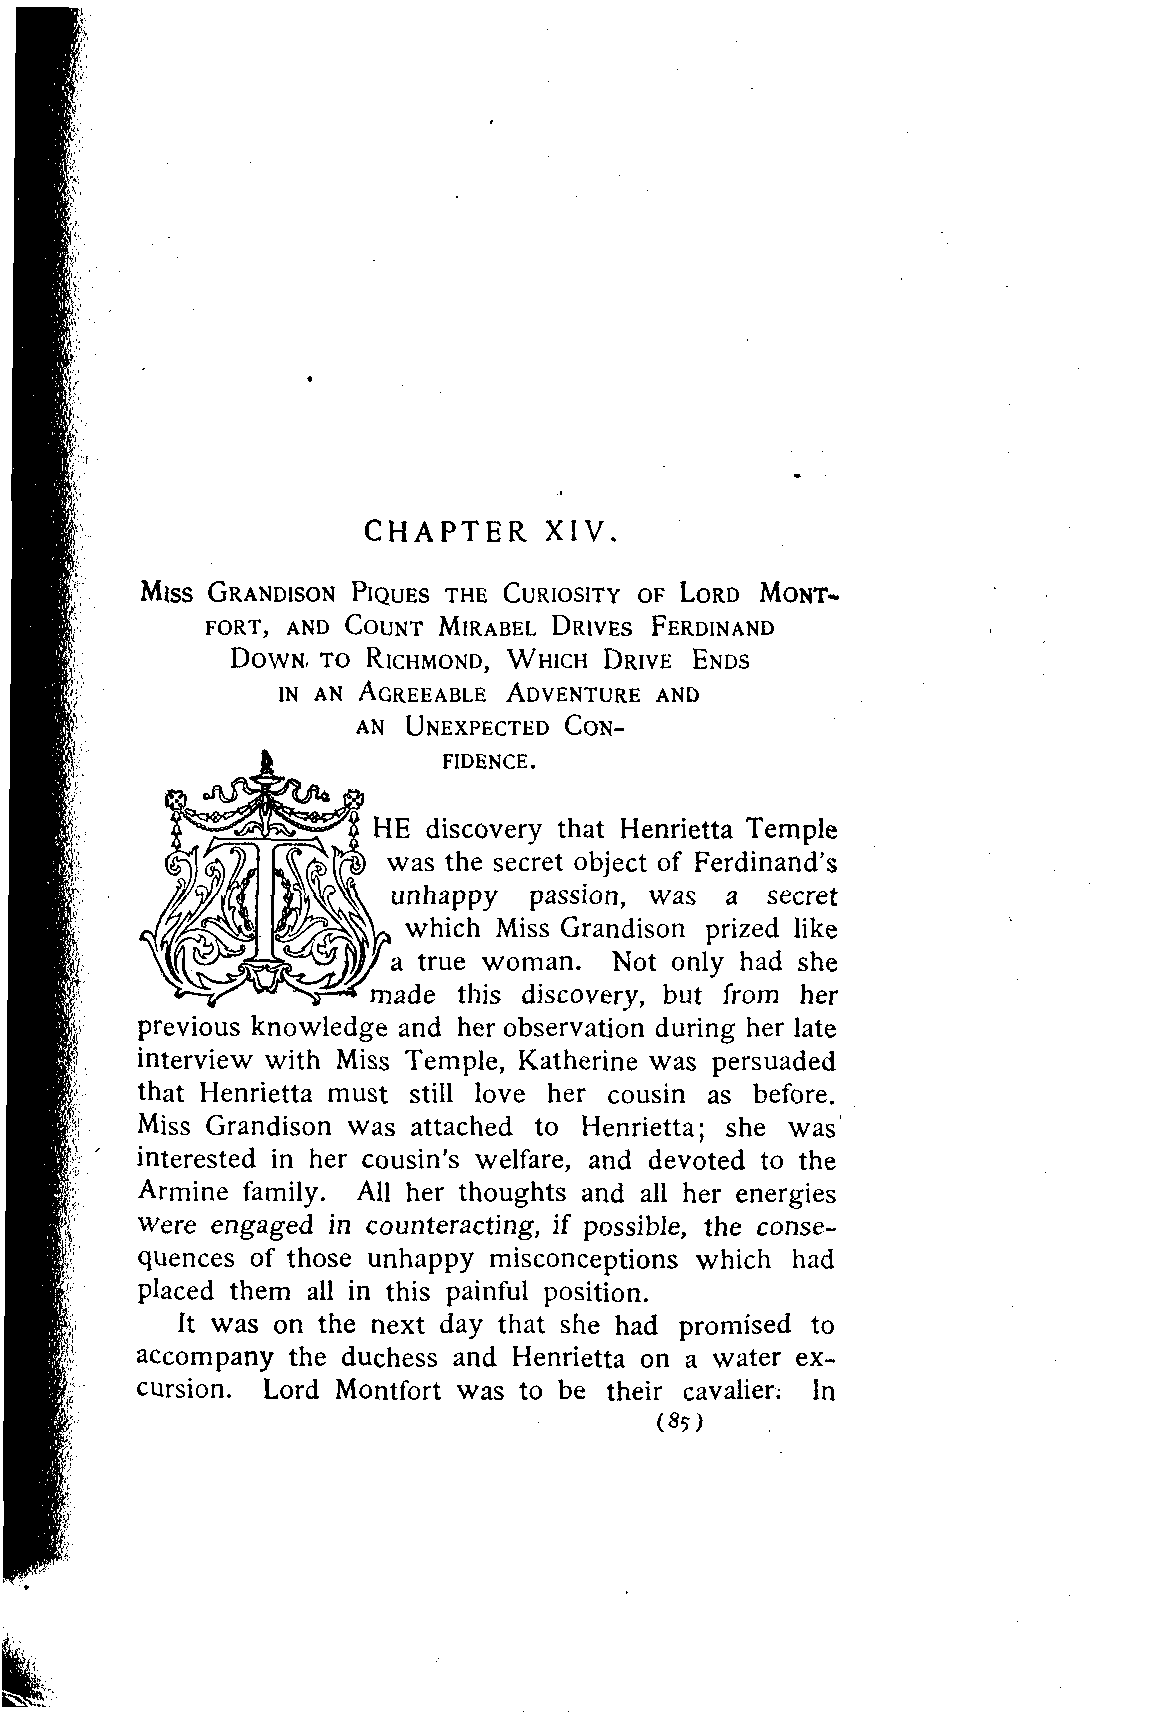 CHAPTER XIV.
Miss Grandison Piques the Curiosity of Lord Mont-
fort, and Count Mirabel Drives Ferdinand
Down to Richmond, Which Drive Ends
in an Agreeable Adventure and
an Unexpected Con-
fidence.
THE discovery that Henrietta Temple
was the secret object of Ferdinand's
unhappy passion, was a secret
which Miss Grandison prized like
a true woman. Not only had she
made this discovery, but from her
previous knowledge and her observation during her late
interview with Miss Temple, Katherine was persuaded
that Henrietta must still love her cousin as before.
Miss Grandison was attached to Henrietta; she was
interested in her cousin's welfare, and devoted to the
Armine family. All her thoughts and all her energies
were engaged in counteracting, if possible, the conse-
quences of those unhappy misconceptions which had
placed them all in this painful position.
It was on the next day that she had promised to
accompany the duchess and Henrietta on a water ex-
cursion. Lord Montfort was to be their cavalier. In
(85)